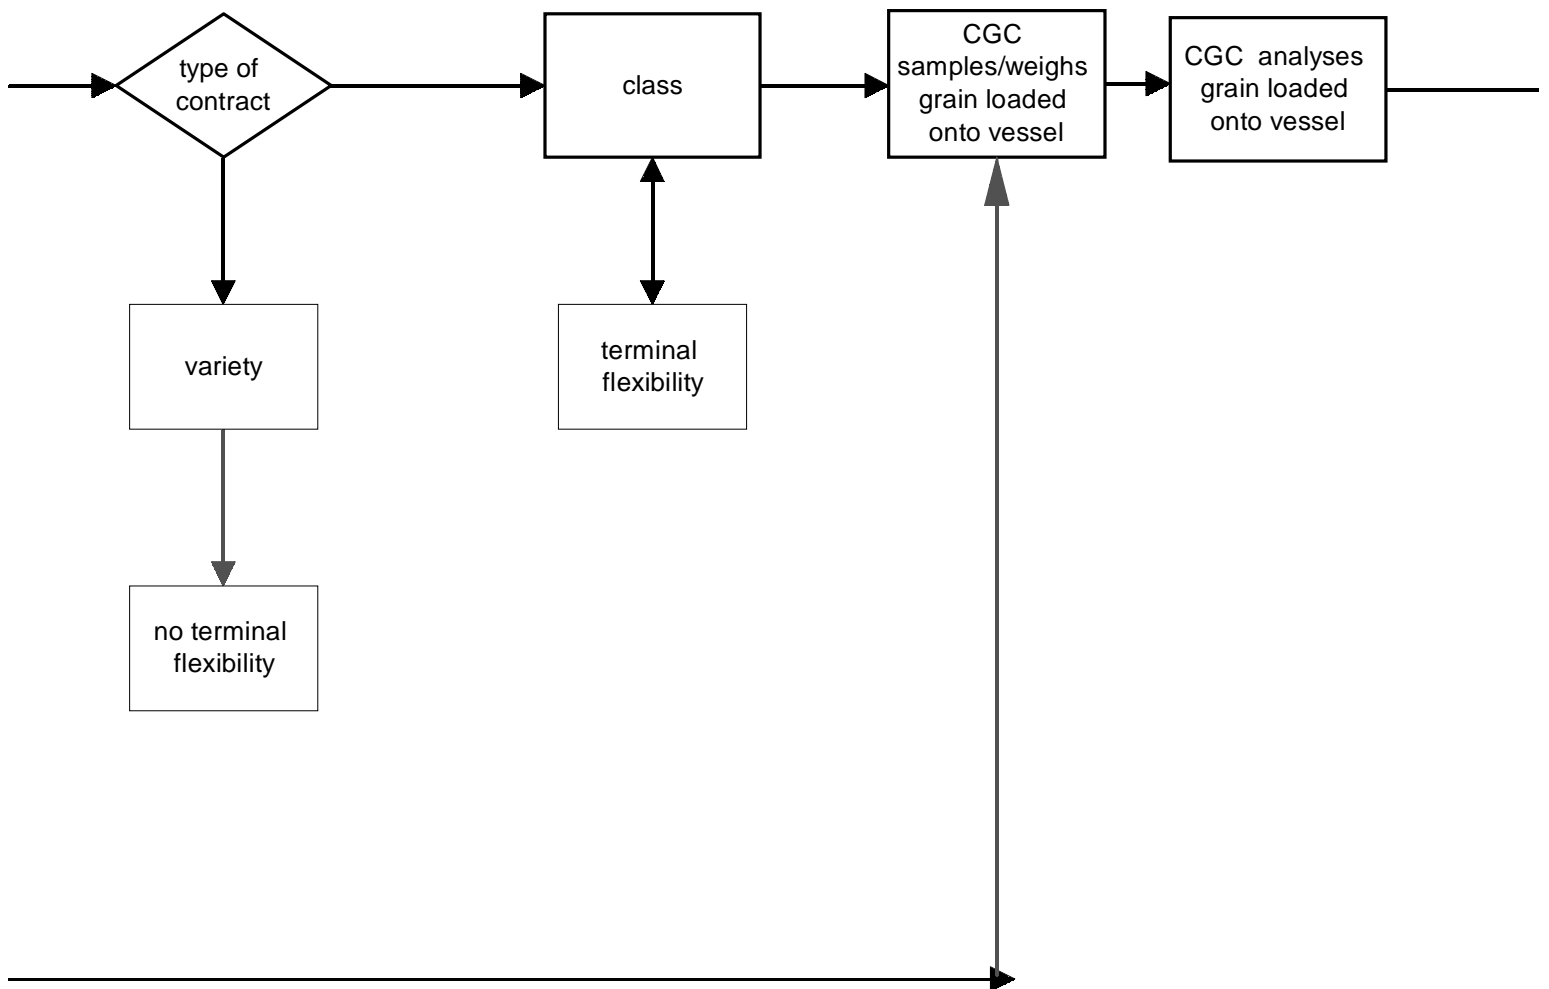 type of
contract
class
CGC
samples/weighs
grain loaded
onto vessel
CGC analyses
grain loaded
onto vessel
variety
terminal
flexibility
no terminal
flexibility